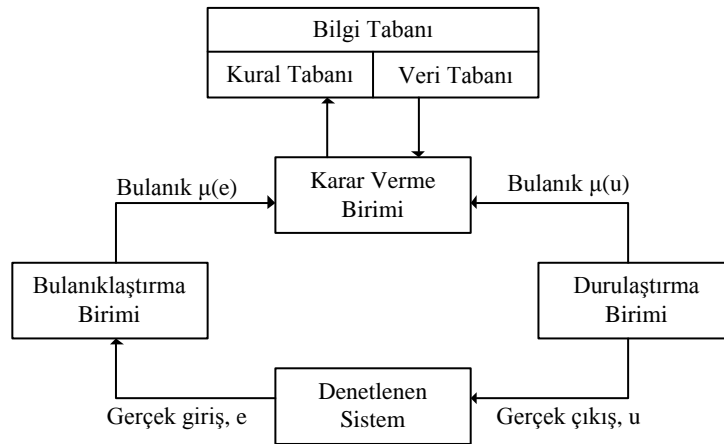 Bilgi Tabanı
Kural Tabanı
Veri Tabanı
Karar Verme
Birimi
Bulanık μ(e)
Bulanık μ(u)
Bulanıklaştırma
Birimi
Durulaştırma
Birimi
Denetlenen
Sistem
Gerçek giriş, e
Gerçek çıkış, u